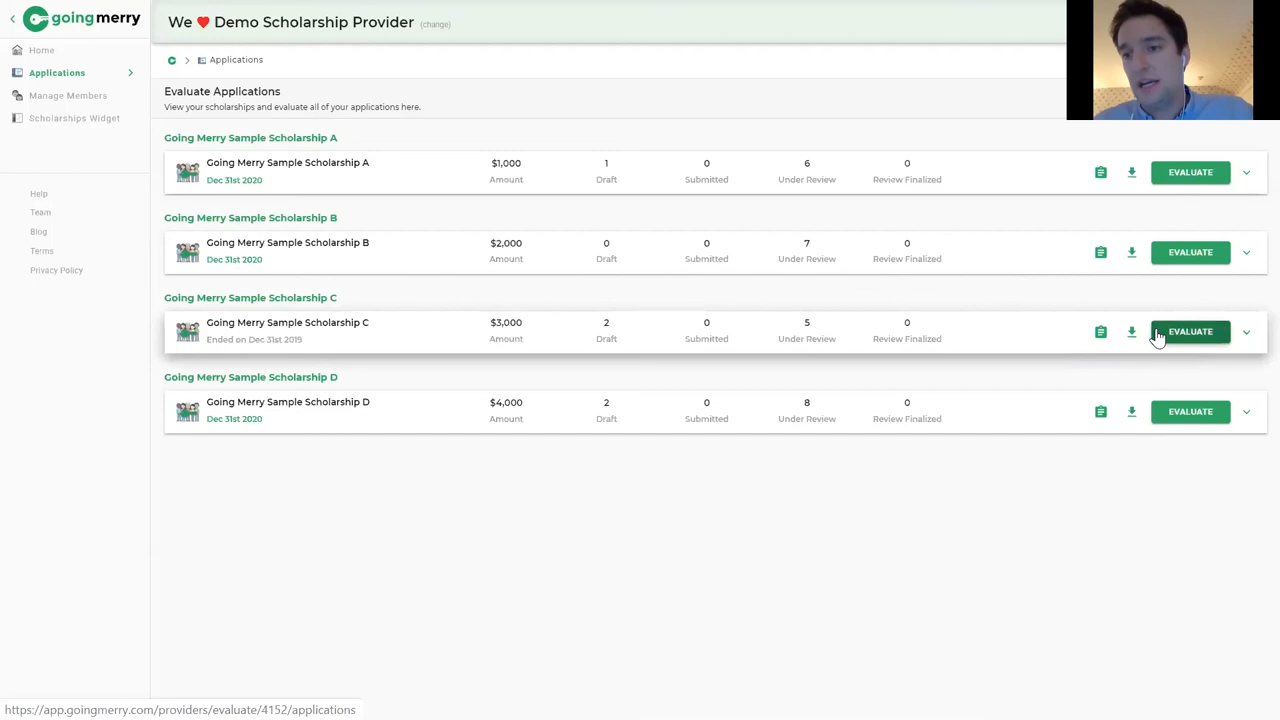 goingmerry
We ❤ Demo Scholarship Provider (change)
Home
Applications
Manage Members
Scholarships Widget
Help
Team
Blog
Terms
Privacy Policy
Applications
Evaluate Applications
View your scholarships and evaluate all of your applications here.
Going Merry Sample Scholarship A
Going Merry Sample Scholarship A $1,000 1 0 6 0 EVALUATE
Dec 31st 2020 Amount Draft Submitted Under Review Review Finalized
Going Merry Sample Scholarship B
Going Merry Sample Scholarship B $2,000 0 0 7 0 EVALUATE
Dec 31st 2020 Amount Draft Submitted Under Review Review Finalized
Going Merry Sample Scholarship C
Going Merry Sample Scholarship C $3,000 2 0 5 0 EVALUATE
Ended on Dec 31st 2019 Amount Draft Submitted Under Review Review Finalized
Going Merry Sample Scholarship D
Going Merry Sample Scholarship D $4,000 2 0 8 0 EVALUATE
Dec 31st 2020 Amount Draft Submitted Under Review Review Finalized
https://app.goingmerry.com/providers/evaluate/4152/applications